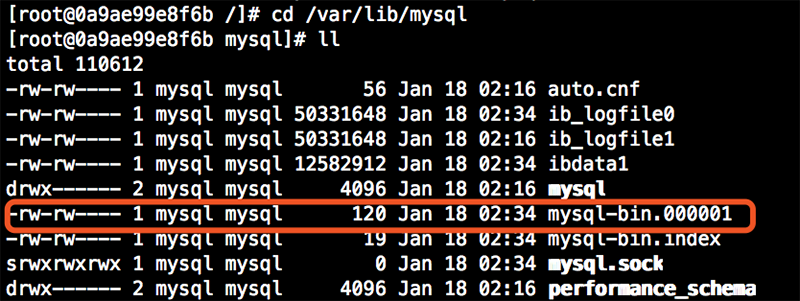 [root@0a9ae99e8f6b /]# cd /var/lib/mysql
[root@0a9ae99e8f6b mysql]# ll
total 110612
-rw-rw---- 1 mysql mysql       56 Jan 18 02:16 auto.cnf
-rw-rw---- 1 mysql mysql 50331648 Jan 18 02:34 ib_logfile0
-rw-rw---- 1 mysql mysql 50331648 Jan 18 02:16 ib_logfile1
-rw-rw---- 1 mysql mysql 12582912 Jan 18 02:34 ibdata1
drwx------ 2 mysql mysql     4096 Jan 18 02:16 mysql
-rw-rw---- 1 mysql mysql      120 Jan 18 02:34 mysql-bin.000001
-rw-rw---- 1 mysql mysql       19 Jan 18 02:34 mysql-bin.index
srwxrwxrwx 1 mysql mysql        0 Jan 18 02:34 mysql.sock
drwx------ 2 mysql mysql     4096 Jan 18 02:16 performance_schema